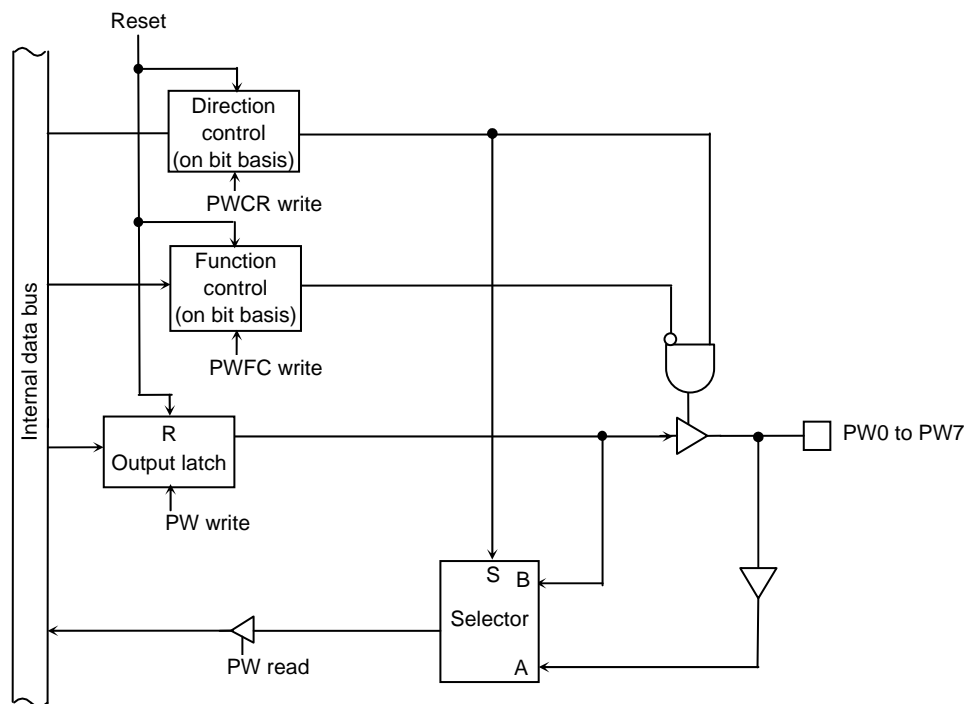 Reset
Direction
control
(on bit basis)
PWCR write
Function
control
(on bit basis)
PWFC write
Internal data bus
R
Output latch
PW write
PW0 to PW7
S
B
Selector
A
PW read